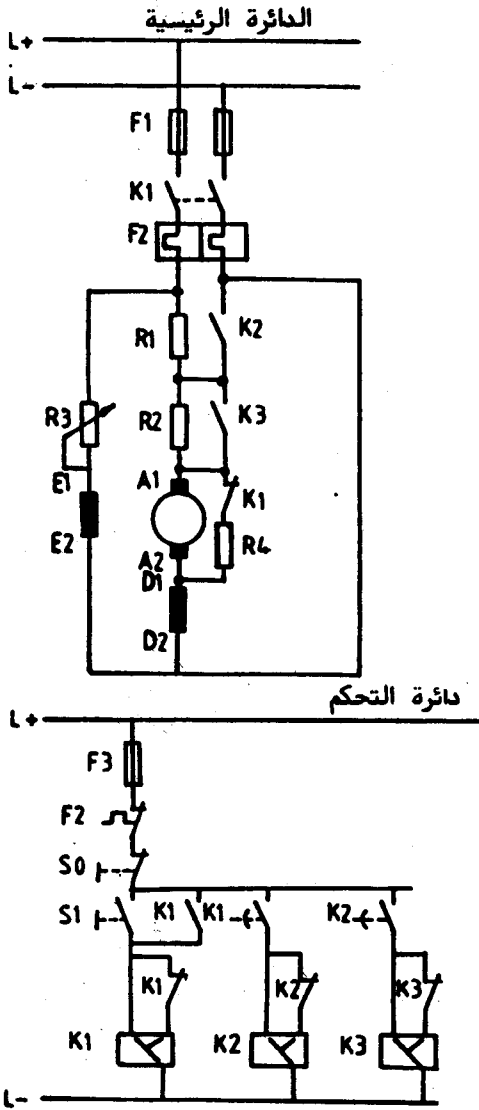 الدائرة الرئيسية
L+
L-
F1
K1
F2
R1
K2
R3
R2
K3
E1
A1
K1
E2
R4
A2
D1
D2
دائرة التحكم
L+
F3
F2
S0
S1
K1
K1
K2
K1
K2
K3
K1
K2
K3
L-